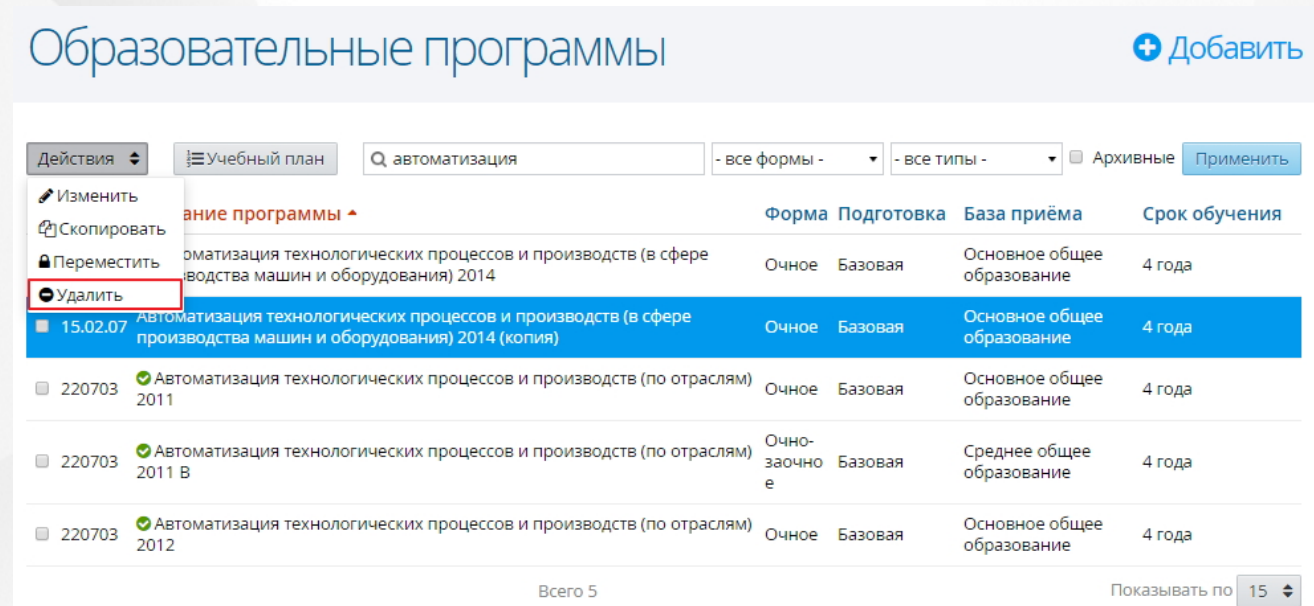 Образовательные программы
Добавить
Действия Учебный план автоматизация - все формы - - все типы - Архивные Применить
Изменить
Скопировать
Переместить
Удалить
ание программы Форма Подготовка База приёма Срок обучения
томатизация технологических процессов и производств (в сфере
зводства машин и оборудования) 2014
Очное Базовая
Основное общее
образование
4 года
15.02.07
Автоматизация технологических процессов и производств (в сфере
производства машин и оборудования) 2014 (копия)
Очное Базовая
Основное общее
образование
4 года
220703
Автоматизация технологических процессов и производств (по отраслям)
2011
Очное Базовая
Основное общее
образование
4 года
220703
Автоматизация технологических процессов и производств (по отраслям)
2011 В
Очно-
заочно
е
Базовая
Среднее общее
образование
4 года
220703
Автоматизация технологических процессов и производств (по отраслям)
2012
Очное Базовая
Основное общее
образование
4 года
Всего 5
Показывать по 15